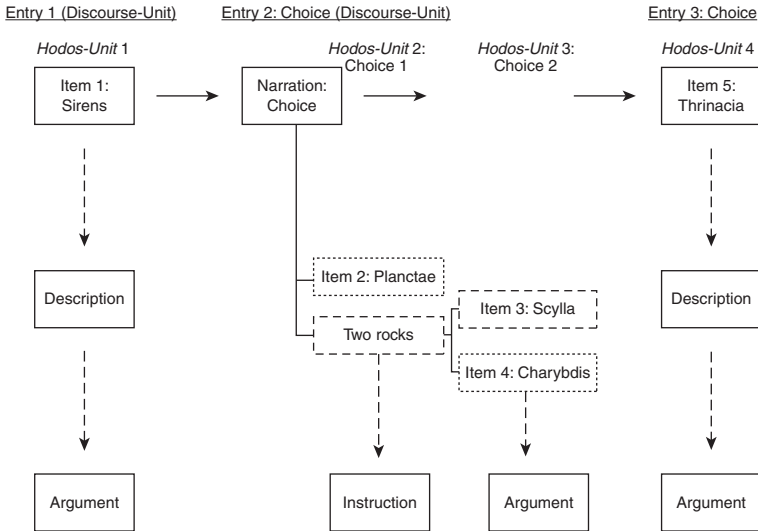 Entry 1 (Discourse-Unit)
Entry 2: Choice (Discourse-Unit)
Entry 3: Choice
Hodos-Unit 1
Hodos-Unit 2:
Choice 1
Hodos-Unit 3:
Choice 2
Hodos-Unit 4
Item 1:
Sirens
Narration:
Choice
Item 5:
Thrinacia
Item 2: Planctae
Description
Two rocks
Item 3: Scylla
Item 4: Charybdis
Description
Argument
Instruction
Argument
Argument